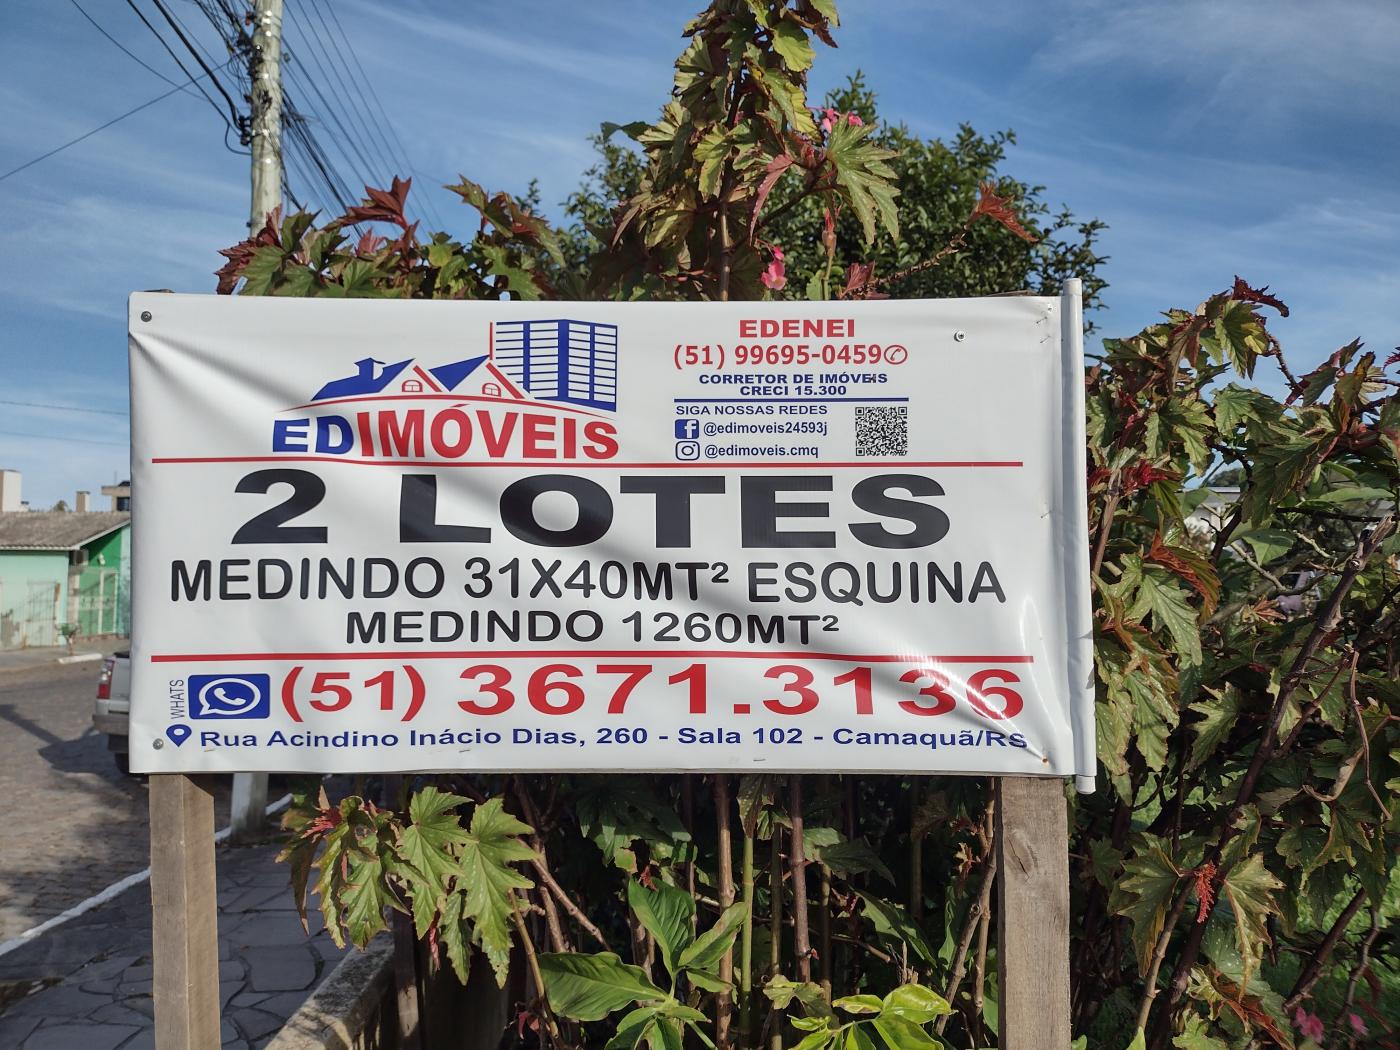 EDIMÓVEIS
EDENEI
(51) 99695-0459
CORRETOR DE IMÓVEIS
CRECI 15.300
SIGA NOSSAS REDES
@edimoveis24593j
@edimoveis.cmq
2 LOTES
MEDINDO 31X40MT² ESQUINA
MEDINDO 1260MT²
WHATS (51) 3671.3136
Rua Acindino Inácio Dias, 260 - Sala 102 - Camaquã/RS